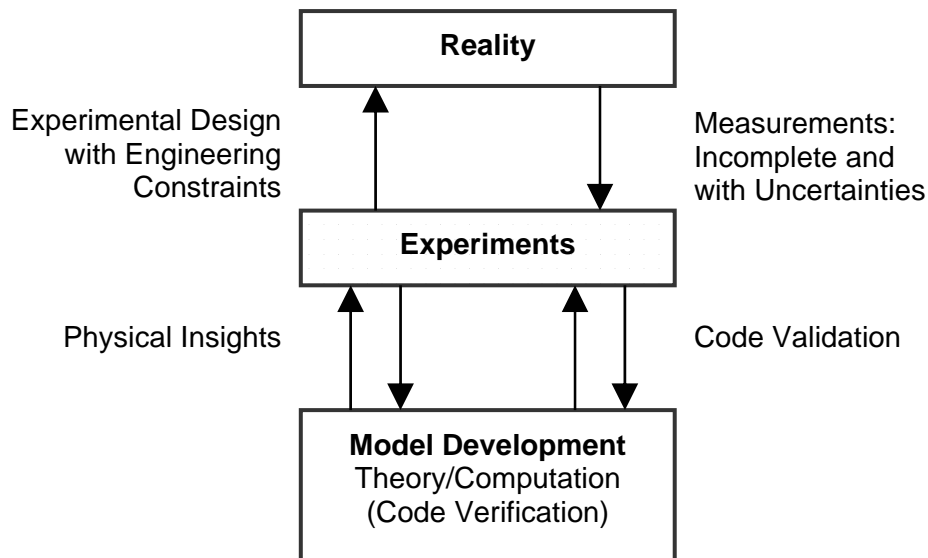 Reality
Experimental Design
with Engineering
Constraints
Measurements:
Incomplete and
with Uncertainties
Experiments
Physical Insights
Code Validation
Model Development
Theory/Computation
(Code Verification)